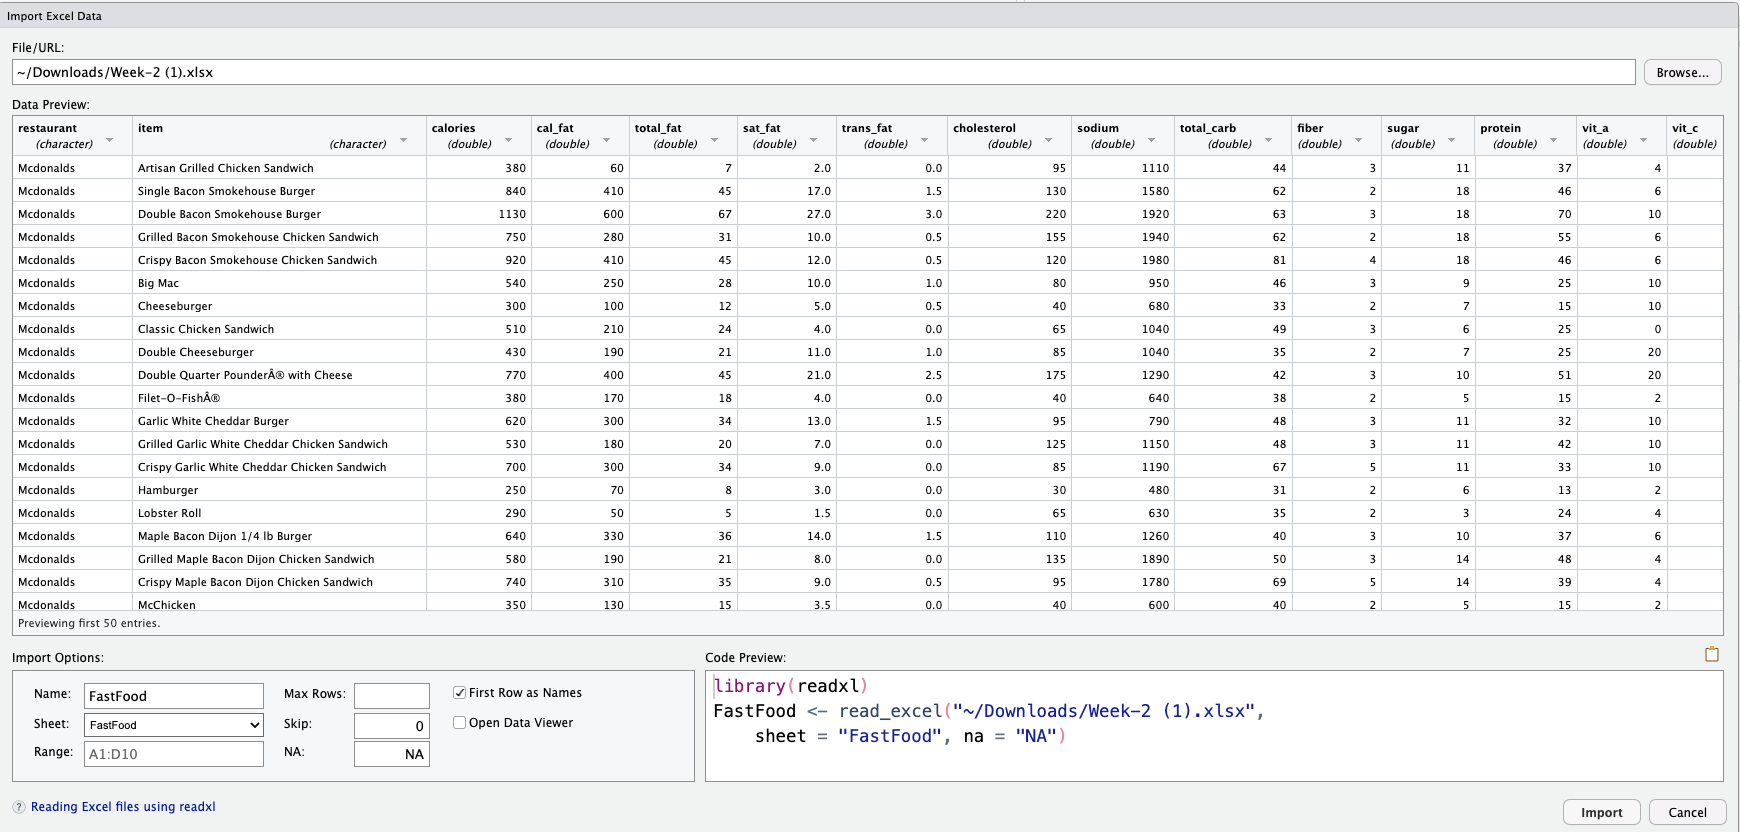 Import Excel Data
File/URL:
~/Downloads/Week-2 (1).xlsx Browse...
Data Preview:
restaurant item calories cal_fat total_fat sat_fat trans_fat cholesterol sodium total_carb fiber sugar protein vit_a vit_c
(character) (character) (double) (double) (double) (double) (double) (double) (double) (double) (double) (double) (double) (double) (double)
Mcdonalds Artisan Grilled Chicken Sandwich 380 60 7 2.0 0.0 95 1110 44 3 11 37 4
Mcdonalds Single Bacon Smokehouse Burger 840 410 45 17.0 1.5 130 1580 62 2 18 46 6
Mcdonalds Double Bacon Smokehouse Burger 1130 600 67 27.0 3.0 220 1920 63 3 18 70 10
Mcdonalds Grilled Bacon Smokehouse Chicken Sandwich 750 280 31 10.0 0.5 155 1940 62 2 18 55 6
Mcdonalds Crispy Bacon Smokehouse Chicken Sandwich 920 410 45 12.0 0.5 120 1980 81 4 18 46 6
Mcdonalds Big Mac 540 250 28 10.0 1.0 80 950 46 3 9 25 10
Mcdonalds Cheeseburger 300 100 12 5.0 0.5 40 680 33 2 7 15 10
Mcdonalds Classic Chicken Sandwich 510 210 24 4.0 0.0 65 1040 49 3 6 25 0
Mcdonalds Double Cheeseburger 430 190 21 11.0 1.0 85 1040 35 2 7 25 20
Mcdonalds Double Quarter PounderÂ® with Cheese 770 400 45 21.0 2.5 175 1290 42 3 10 51 20
Mcdonalds Filet-O-FishÂ® 380 170 18 4.0 0.0 40 640 38 2 5 15 2
Mcdonalds Garlic White Cheddar Burger 620 300 34 13.0 1.5 95 790 48 3 11 32 10
Mcdonalds Grilled Garlic White Cheddar Chicken Sandwich 530 180 20 7.0 0.0 125 1150 48 3 11 42 10
Mcdonalds Crispy Garlic White Cheddar Chicken Sandwich 700 300 34 9.0 0.0 85 1190 67 5 11 33 10
Mcdonalds Hamburger 250 70 8 3.0 0.0 30 480 31 2 6 13 2
Mcdonalds Lobster Roll 290 50 5 1.5 0.0 65 630 35 2 3 24 4
Mcdonalds Maple Bacon Dijon 1/4 lb Burger 640 330 36 14.0 1.5 110 1260 40 3 10 37 6
Mcdonalds Grilled Maple Bacon Dijon Chicken Sandwich 580 190 21 8.0 0.0 135 1890 50 3 14 48 4
Mcdonalds Crispy Maple Bacon Dijon Chicken Sandwich 740 310 35 9.0 0.5 95 1780 69 5 14 39 4
Mcdonalds McChicken 350 130 15 3.5 0.0 40 600 40 2 5 15 2
Previewing first 50 entries.
Import Options:
Name: FastFood Max Rows: First Row as Names
Sheet: FastFood Skip: 0 Open Data Viewer
Range: A1:D10 NA: NA
Code Preview:
library(readxl)
FastFood <- read_excel("~/Downloads/Week-2 (1).xlsx",
sheet = "FastFood", na = "NA")
? Reading Excel files using readxl
Import Cancel